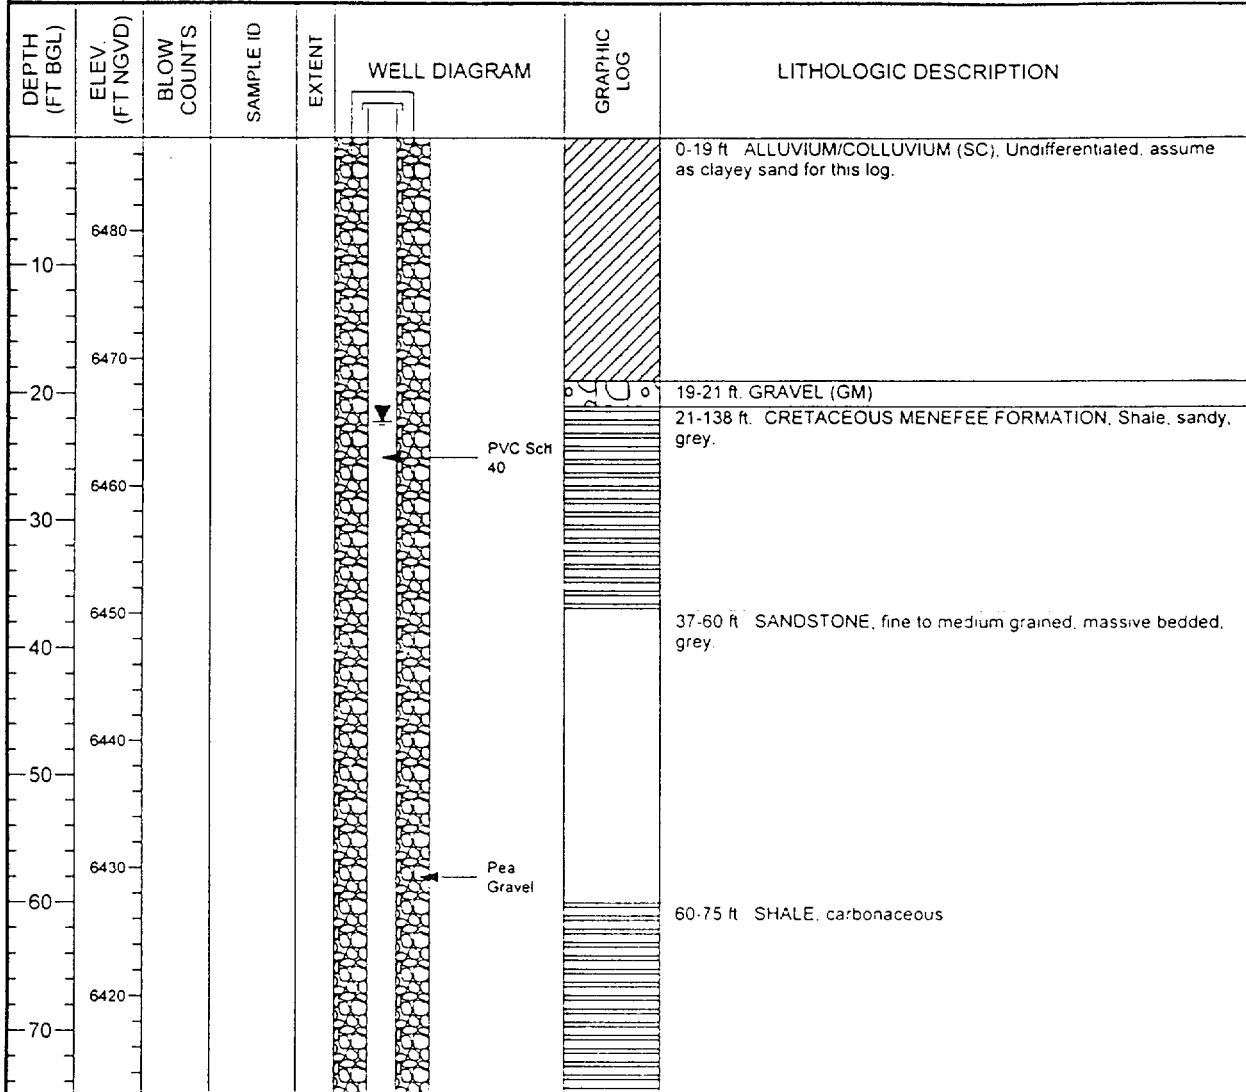 DEPTH
(FT BGL)
ELEV.
(FT NGVD)
BLOW
COUNTS
SAMPLE ID
EXTENT
WELL DIAGRAM
GRAPHIC
LOG
LITHOLOGIC DESCRIPTION
0-19 ft ALLUVIUM/COLLUVIUM (SC), Undifferentiated, assume
as clayey sand for this log.
6480
10
6470
20
19-21 ft. GRAVEL (GM)
21-138 ft. CRETACEOUS MENEFEE FORMATION, Shale, sandy,
grey.
PVC Sch
40
6460
30
6450
37-60 ft SANDSTONE, fine to medium grained, massive bedded,
grey.
40
6440
50
6430
Pea
Gravel
60
60-75 ft SHALE, carbonaceous
6420
70